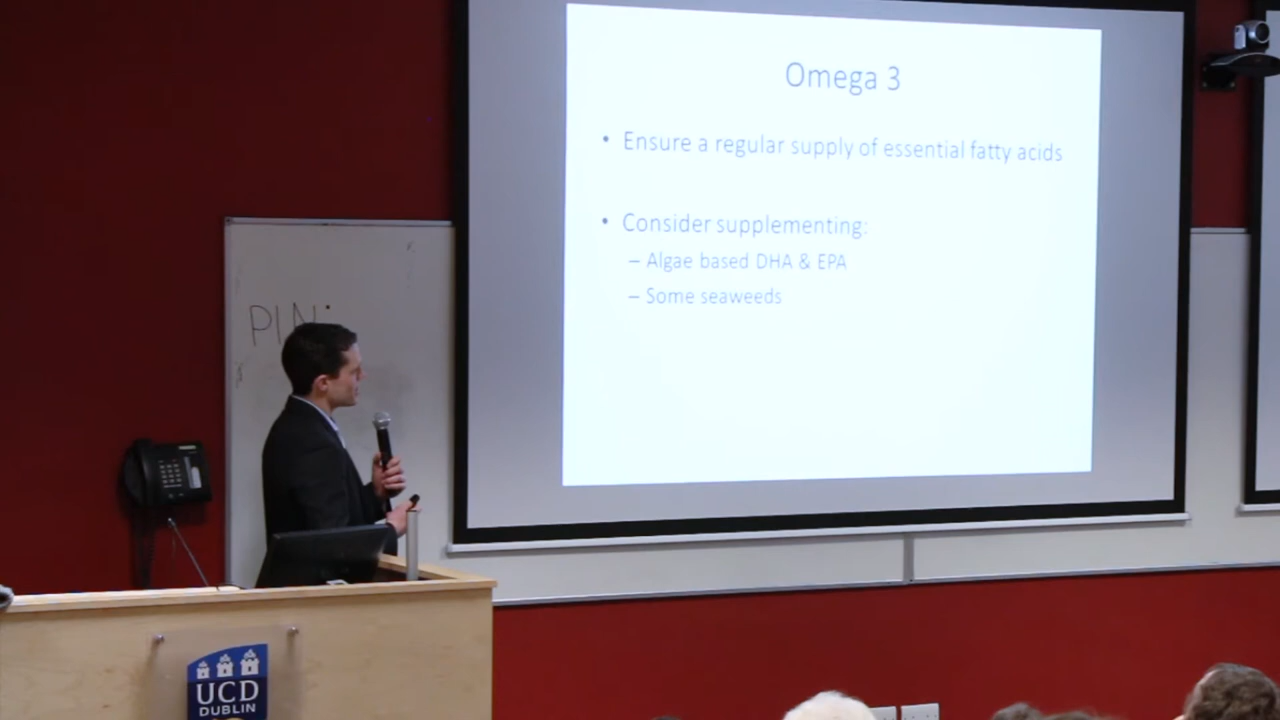 Omega 3
• Ensure a regular supply of essential fatty acids
• Consider supplementing:
– Algae based DHA & EPA
– Some seaweeds
PIN:
UCD
DUBLIN